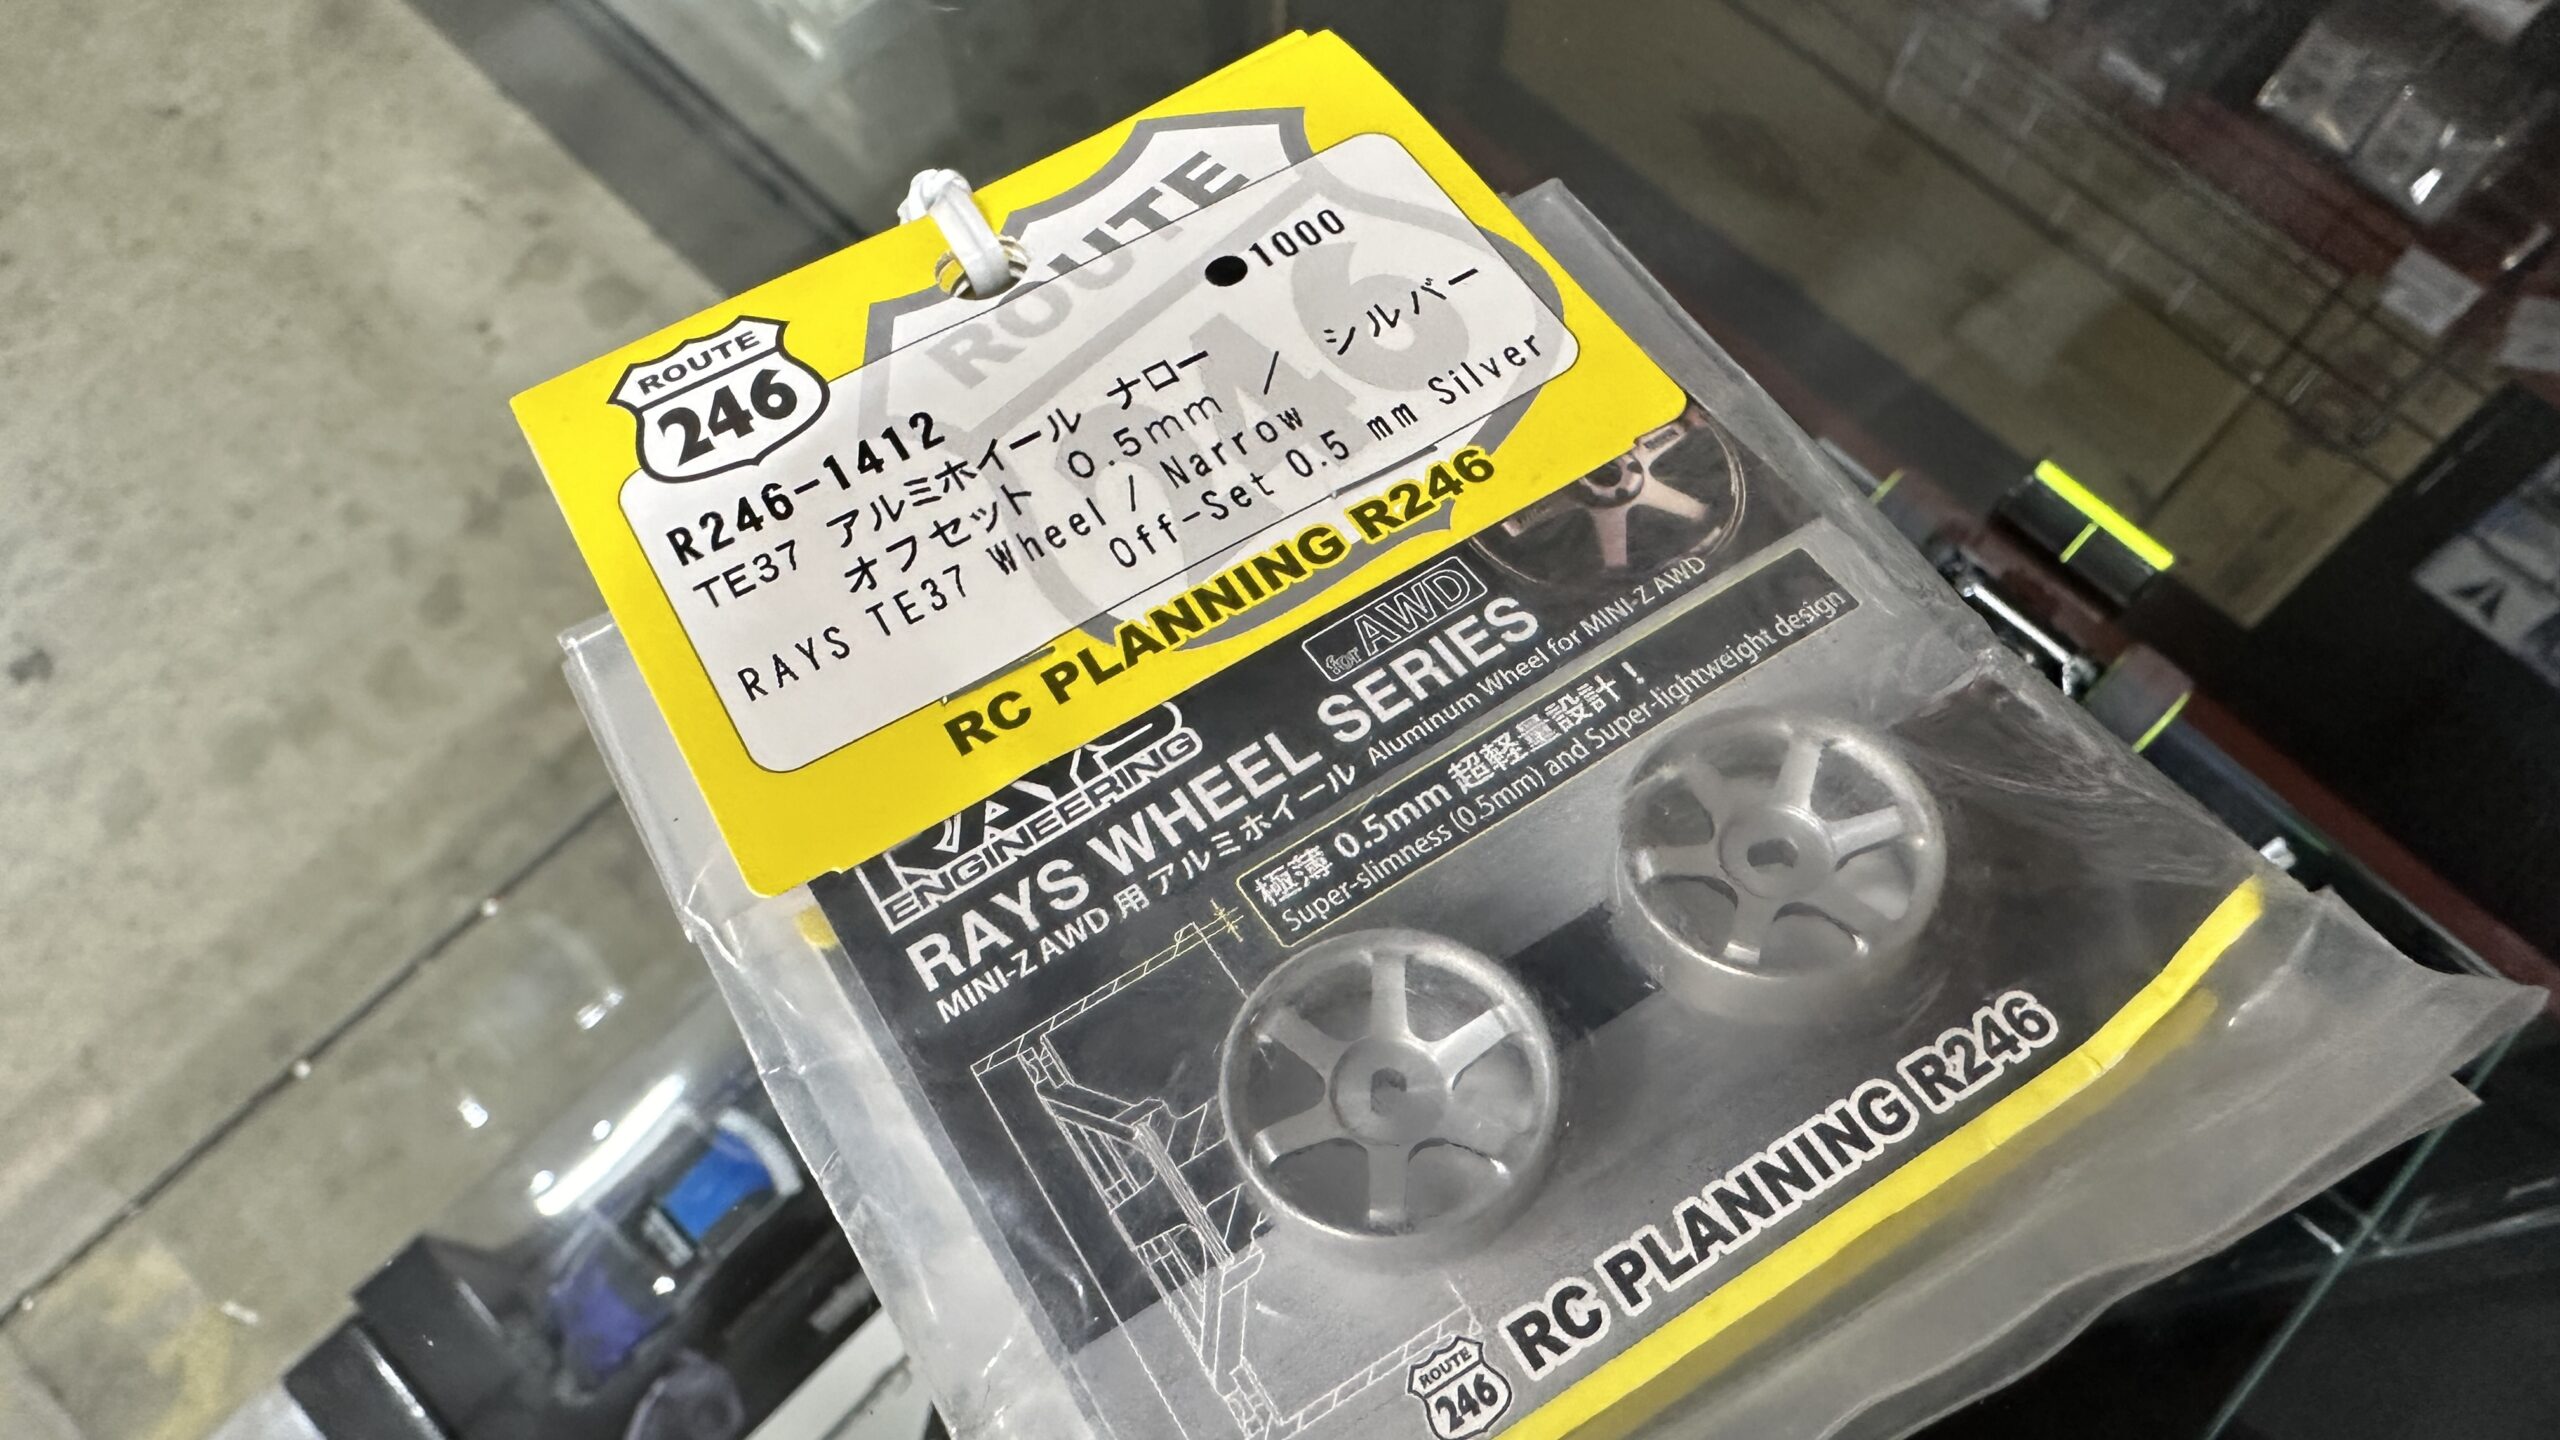 ROUTE
ROUTE
246
●1000
R246-1412
TE37 アルミホイール ナロー
オフセット 0.5mm / シルバー
RAYS TE37 Wheel / Narrow
Off-Set 0.5 mm Silver
RC PLANNING R246
for AWD
RAYS
ENGINEERING
RAYS WHEEL SERIES
MINI-Z AWD 用 アルミホイール Aluminum Wheel for MINI-Z AWD
極薄 0.5mm 超軽量設計！
Super-slimness (0.5mm) and Super-lightweight design
ROUTE
246
RC PLANNING R246